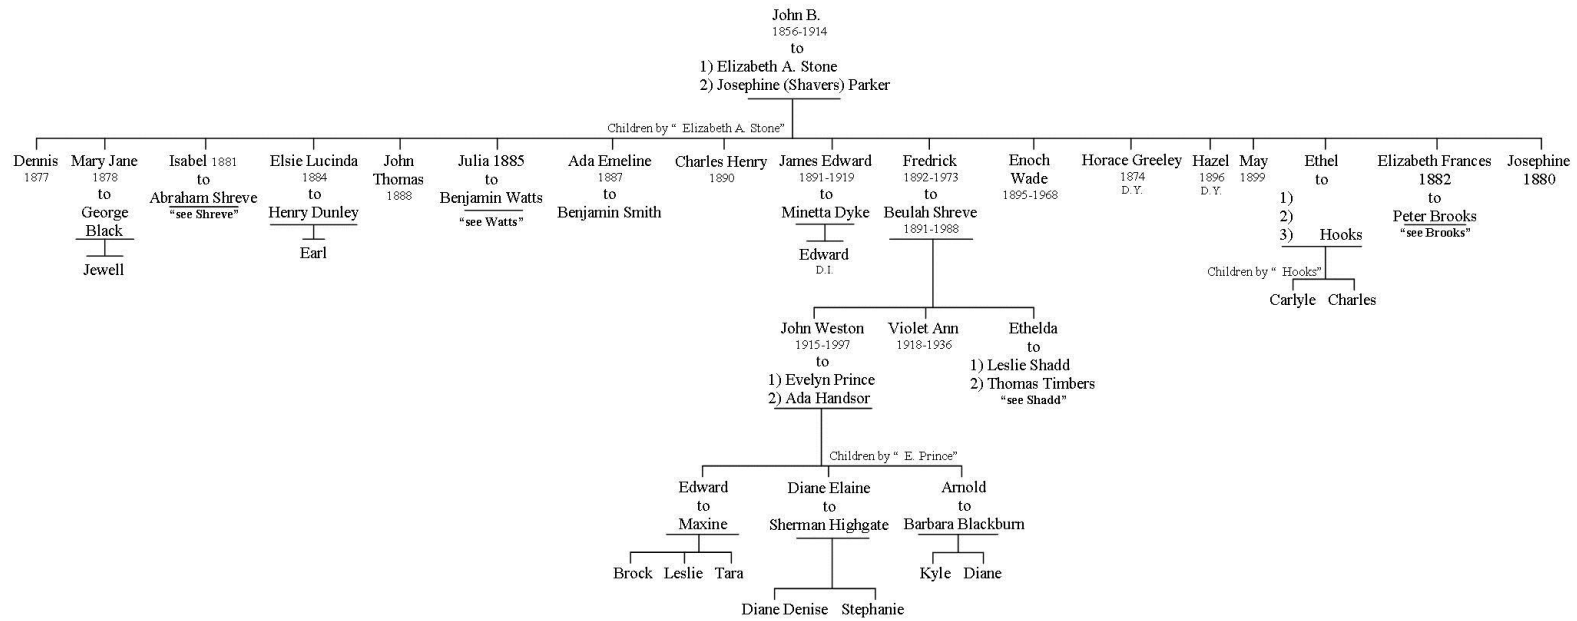 John B.
1856-1914
to
1) Elizabeth A. Stone
2) Josephine (Shavers) Parker
Children by “ Elizabeth A. Stone”
Dennis
1877
Mary Jane
1878
to
George
Black
Jewell
Isabel 1881
to
Abraham Shreve
“see Shreve”
Elsie Lucinda
1884
to
Henry Dunley
Earl
John
Thomas
1888
Julia 1885
to
Benjamin Watts
“see Watts”
Ada Emeline
1887
to
Benjamin Smith
Charles Henry
1890
James Edward
1891-1919
to
Minetta Dyke
Edward
D.I.
Fredrick
1892-1973
to
Beulah Shreve
1891-1988
Enoch
Wade
1895-1968
Horace Greeley
1874
D.Y.
Hazel
1896
D.Y.
May
1899
Ethel
to
1)
2)
3) Hooks
Children by “ Hooks”
Carlyle
Charles
Elizabeth Frances
1882
to
Peter Brooks
“see Brooks”
Josephine
1880
John Weston
1915-1997
to
1) Evelyn Prince
2) Ada Handsor
Violet Ann
1918-1936
Ethelda
to
1) Leslie Shadd
2) Thomas Timbers
“see Shadd”
Children by “ E. Prince”
Edward
to
Maxine
Brock
Leslie
Tara
Diane Elaine
to
Sherman Highgate
Diane Denise
Stephanie
Arnold
to
Barbara Blackburn
Kyle
Diane